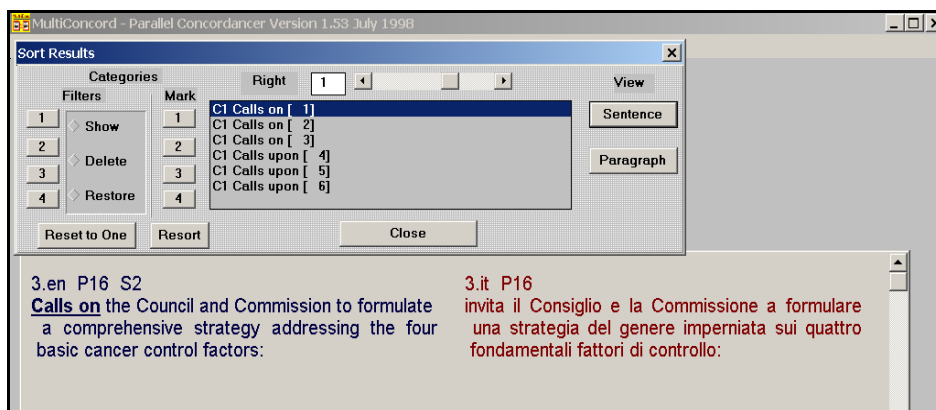 MultiConcord - Parallel Concordancer Version 1.53 July 1998
Sort Results
Categories
Filters
Mark
Right
1
View
1
2
3
4
Show
Delete
Restore
1
2
3
4
C1 Calls on [ 1]
C1 Calls on [ 2]
C1 Calls on [ 3]
C1 Calls upon [ 4]
C1 Calls upon [ 5]
C1 Calls upon [ 6]
Sentence
Paragraph
Reset to One
Resort
Close
3.en P16 S2
Calls on the Council and Commission to formulate
a comprehensive strategy addressing the four
basic cancer control factors:
3.it P16
invita il Consiglio e la Commissione a formulare
una strategia del genere imperniata sui quattro
fondamentali fattori di controllo: